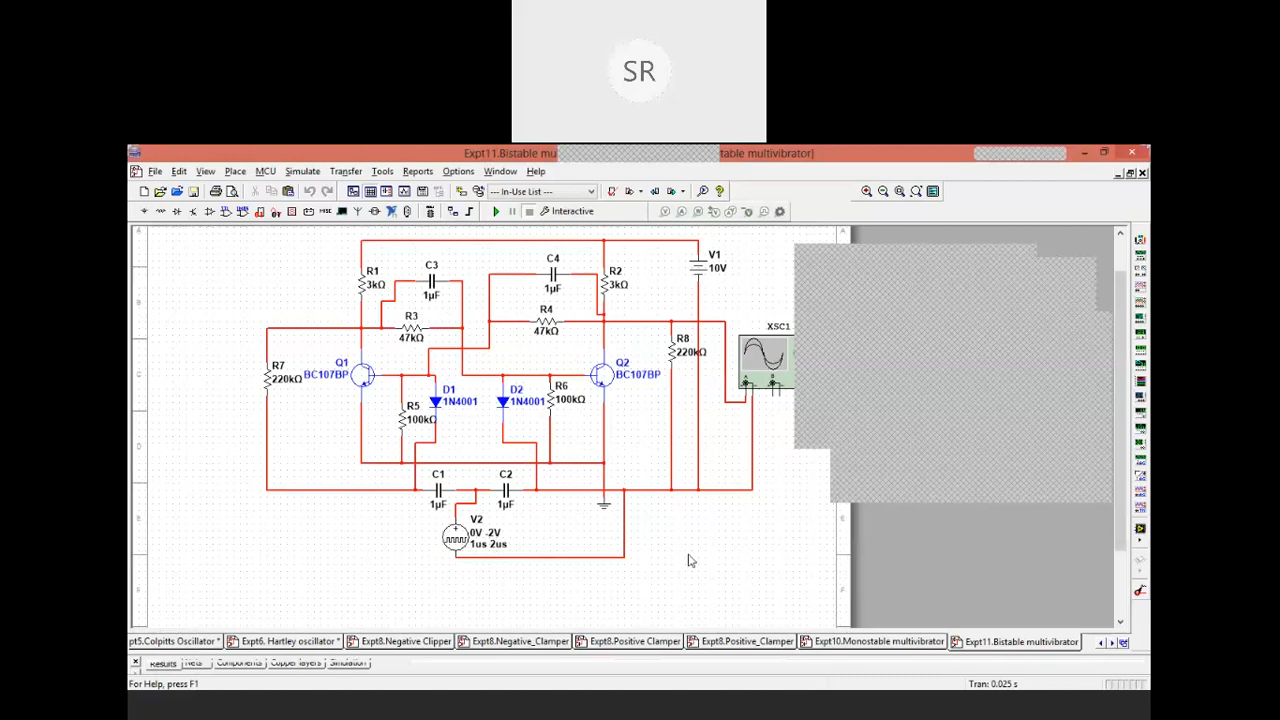 SR
Expt11.Bistable mu
table multivibrator]
File Edit View Place MCU Simulate Transfer Tools Reports Options Window Help
--- In-Use List ---
Interactive
V1
10V
C3
1µF
C4
1µF
R1
3kΩ
R2
3kΩ
R3
47kΩ
R4
47kΩ
XSC1
R8
220kΩ
R7
220kΩ
Q1
BC107BP
Q2
BC107BP
D1
1N4001
D2
1N4001
R5
100kΩ
R6
100kΩ
A
B
C1
1µF
C2
1µF
V2
0V -2V
1us 2us
pt5.Colpitts Oscillator * Expt6. Hartley oscillator * Expt8.Negative Clipper Expt8.Negative_Clamper Expt8.Positive Clamper Expt8.Positive_Clamper Expt10.Monostable multivibrator Expt11.Bistable multivibrator
Results Nets Components Copper layers Simulation
For Help, press F1
Tran: 0.025 s